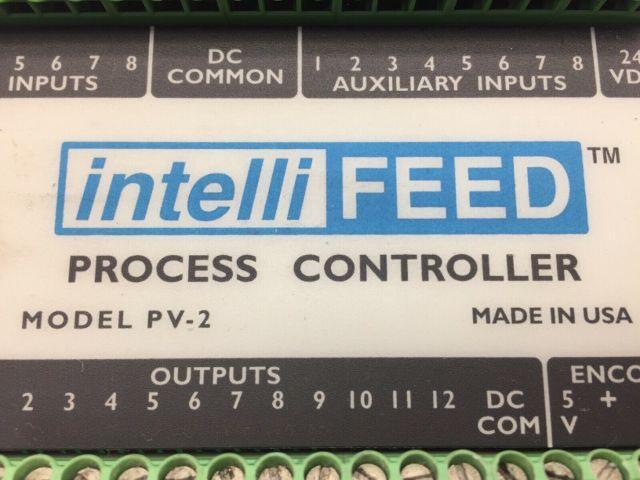 5 6 7 8 DC 1 2 3 4 5 6 7 8 24
INPUTS COMMON AUXILIARY INPUTS VD
intelli FEED ™
PROCESS CONTROLLER
MODEL PV-2 MADE IN USA
OUTPUTS ENCO
2 3 4 5 6 7 8 9 10 11 12 DC 5 +
COM V